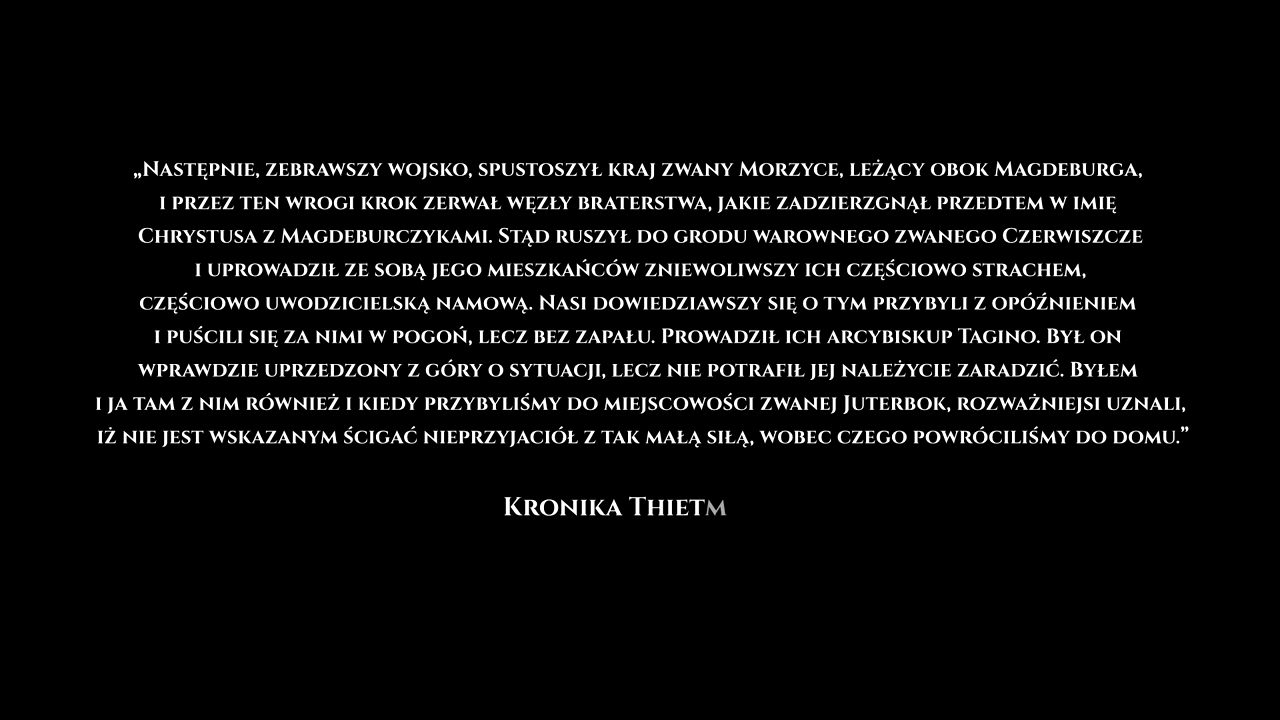 „Następnie, zebrawszy wojsko, spustoszył kraj zwany Morzyce, leżący obok Magdeburga,
i przez ten wrogi krok zerwał węzły braterstwa, jakie zadzierzgnął przedtem w imię
Chrystusa z Magdeburczykami. Stąd ruszył do grodu warownego zwanego Czerwiszcze
i uprowadził ze sobą jego mieszkańców zniewoliwszy ich częściowo strachem,
częściowo uwodzicielską namową. Nasi dowiedziawszy się o tym przybyli z opóźnieniem
i puścili się za nimi w pogoń, lecz bez zapału. Prowadził ich arcybiskup Tagino. Był on
wprawdzie uprzedzony z góry o sytuacji, lecz nie potrafił jej należycie zaradzić. Byłem
i ja tam z nim również i kiedy przybyliśmy do miejscowości zwanej Juterbok, rozważniejsi uznali,
iż nie jest wskazanym ścigać nieprzyjaciół z tak małą siłą, wobec czego powróciliśmy do domu.”
Kronika Thietm